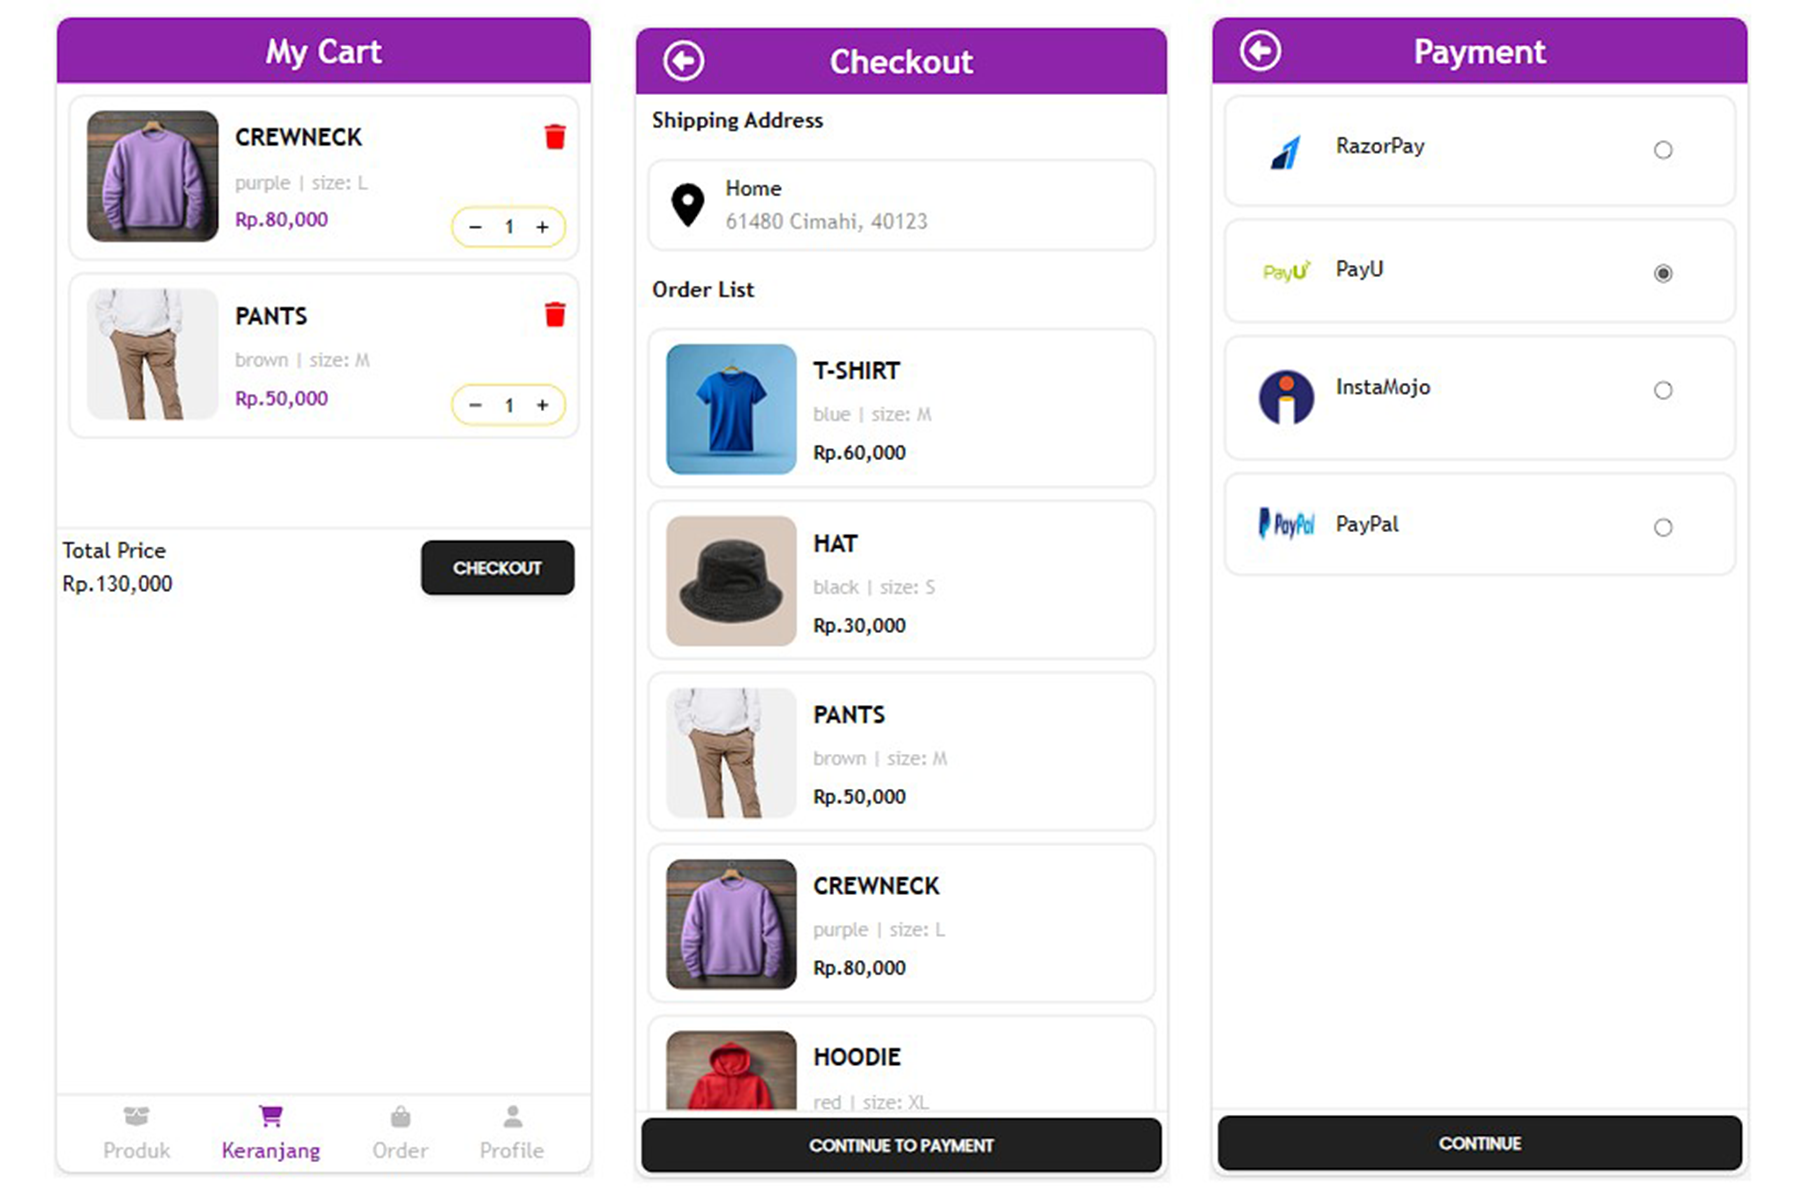 My Cart
CREWNECK
purple | size: L
Rp.80,000
− 1 +
PANTS
brown | size: M
Rp.50,000
− 1 +
Total Price
Rp.130,000
CHECKOUT
Produk
Keranjang
Order
Profile
Checkout
Shipping Address
Home
61480 Cimahi, 40123
Order List
T-SHIRT
blue | size: M
Rp.60,000
HAT
black | size: S
Rp.30,000
PANTS
brown | size: M
Rp.50,000
CREWNECK
purple | size: L
Rp.80,000
HOODIE
red | size: XL
CONTINUE TO PAYMENT
Payment
RazorPay
PayU PayU
InstaMojo
PayPal PayPal
CONTINUE